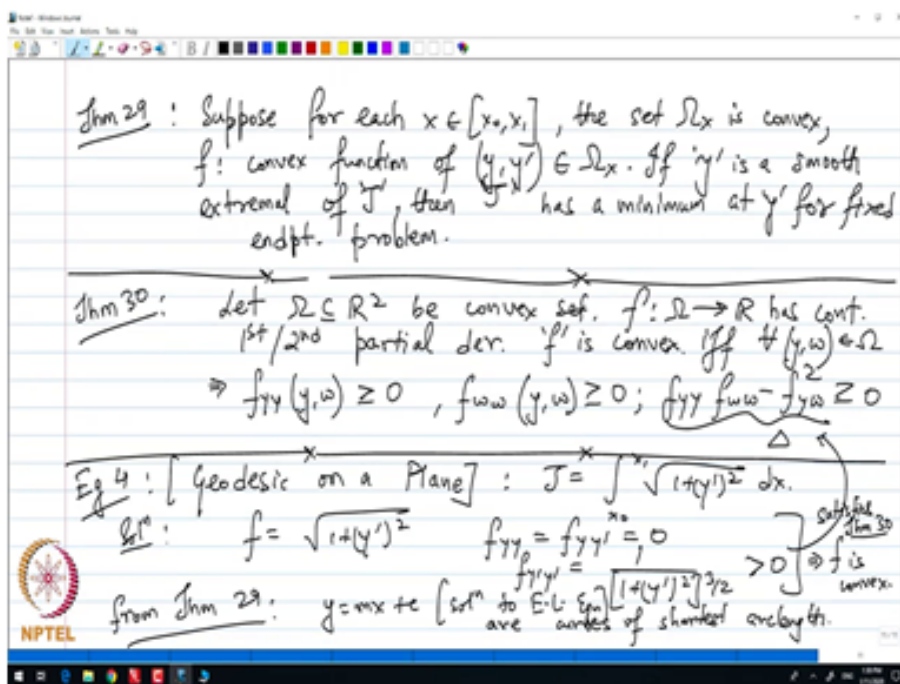 Thm 29 : Suppose for each x ∈ [x₀, x₁], the set Ωx is convex,
f : convex function of (y, y') ∈ Ωx. If 'y' is a smooth
extremal of 'J', then 'J' has a minimum at 'y' for fixed
endpt. problem.
Thm 30 : Let Ω ⊆ R² be convex set. f : Ω → R has cont.
1st / 2nd partial der. 'f' is convex. Iff ∀ (y, ω) ∈ Ω
⇒ fyy (y, ω) ≥ 0 , fωω (y, ω) ≥ 0 ; fyy fωω - f²yω ≥ 0
Δ
Eg 4 : [Geodesic on a Plane] : J = ∫x₀^x₁ √(1+(y')²) dx.
Solⁿ : f = √(1+(y')²) fyy = fyy' = 0
fy'y' = 1/[1+(y')²]^3/2 > 0 ] satisfies Thm 30 ⇒ f is convex.
from Thm 29 : y = mx + c [solⁿ to E-L Eqn]
are curves of shortest arclength.
NPTEL